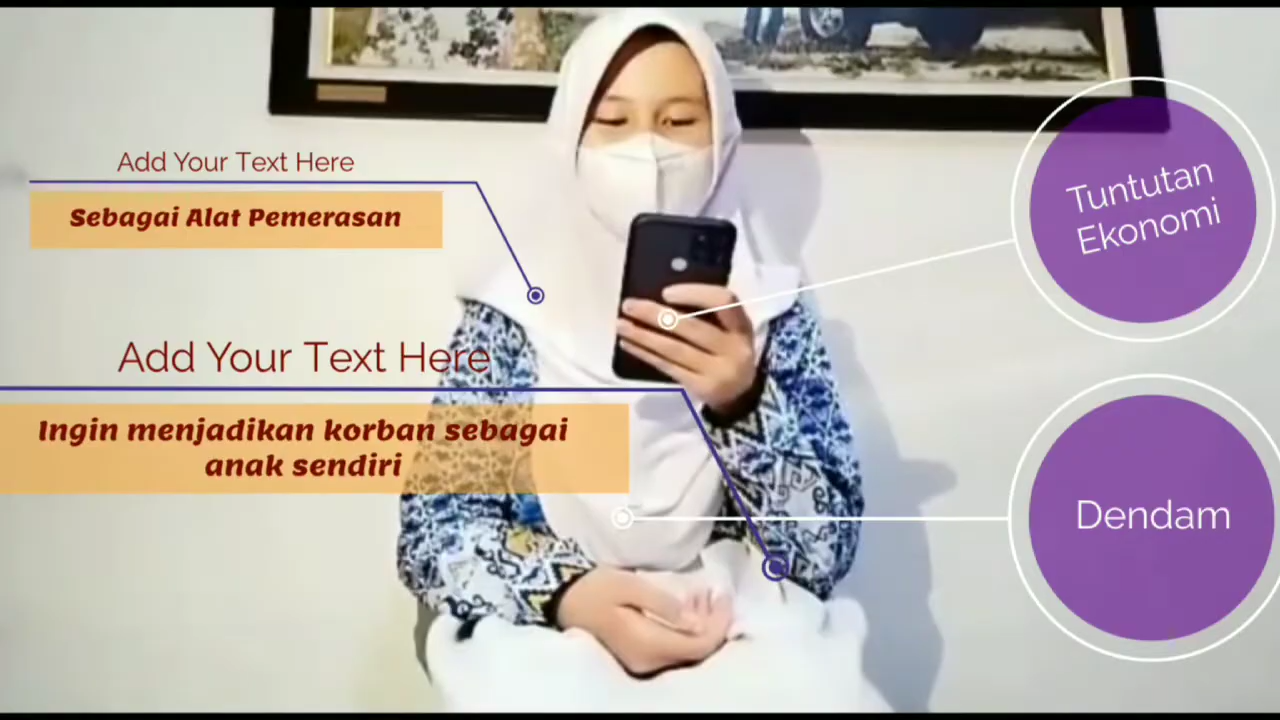 Add Your Text Here
Sebagai Alat Pemerasan
Tuntutan
Ekonomi
Add Your Text Here
Ingin menjadikan korban sebagai
anak sendiri
Dendam